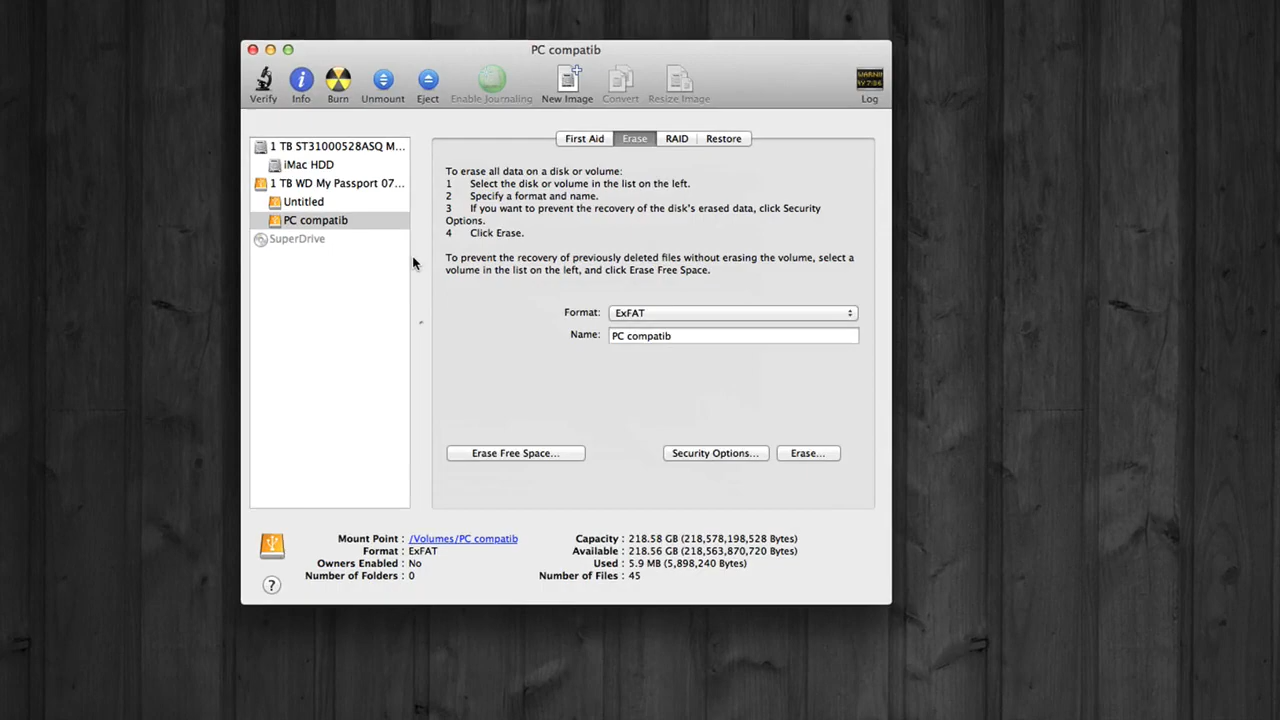 PC compatib
Verify Info Burn Unmount Eject Enable Journaling New Image Convert Resize Image Log
1 TB ST31000528ASQ M...
iMac HDD
1 TB WD My Passport 07...
Untitled
PC compatib
SuperDrive
First Aid Erase RAID Restore
To erase all data on a disk or volume:
1 Select the disk or volume in the list on the left.
2 Specify a format and name.
3 If you want to prevent the recovery of the disk's erased data, click Security
Options.
4 Click Erase.
To prevent the recovery of previously deleted files without erasing the volume, select a
volume in the list on the left, and click Erase Free Space.
Format: ExFAT
Name: PC compatib
Erase Free Space... Security Options... Erase...
Mount Point : /Volumes/PC compatib Capacity : 218.58 GB (218,578,198,528 Bytes)
Format : ExFAT Available : 218.56 GB (218,563,870,720 Bytes)
Owners Enabled : No Used : 5.9 MB (5,898,240 Bytes)
Number of Folders : 0 Number of Files : 45
?